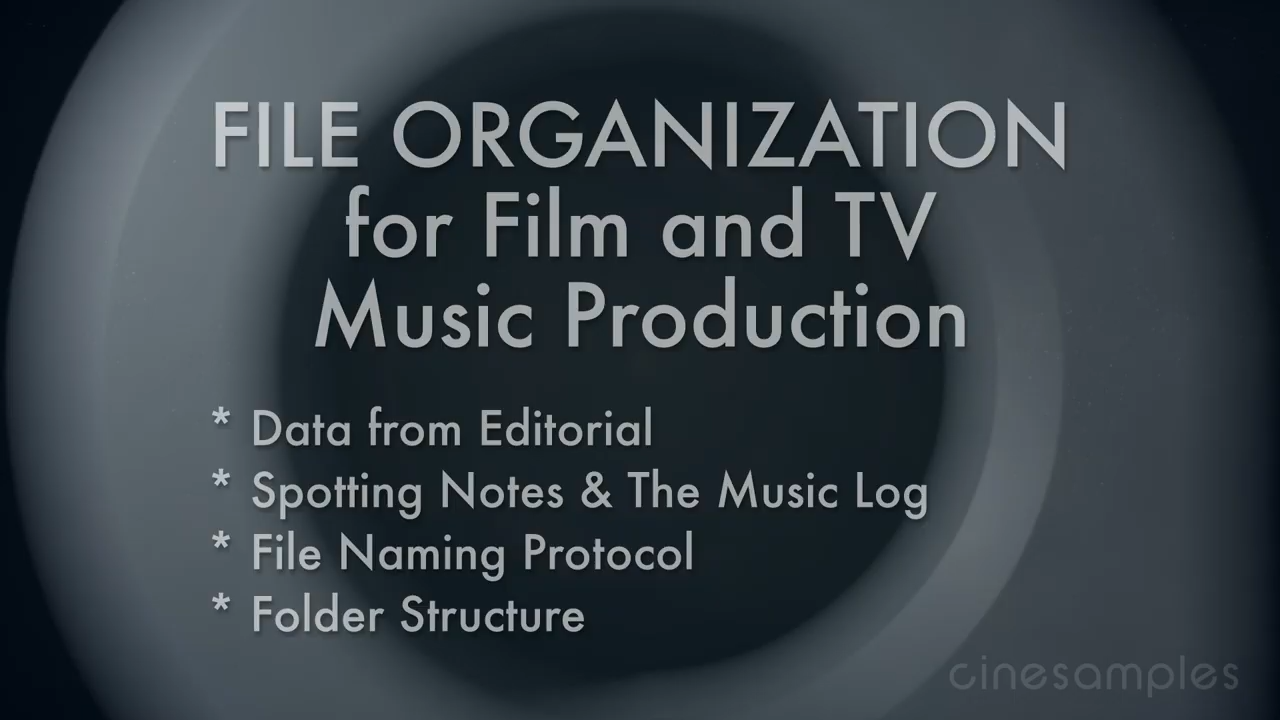 FILE ORGANIZATION
for Film and TV
Music Production
* Data from Editorial
* Spotting Notes & The Music Log
* File Naming Protocol
* Folder Structure
cinesamples